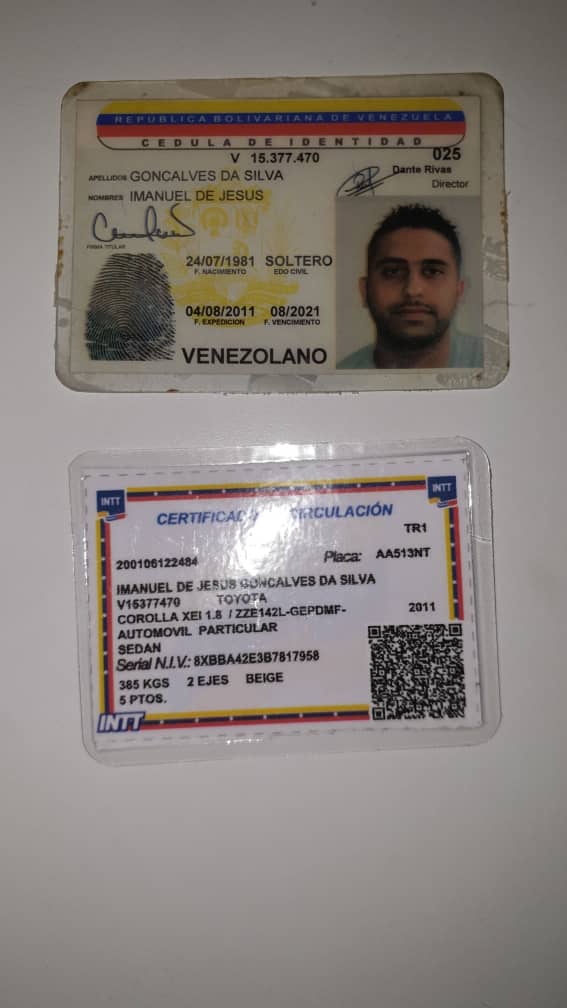 REPUBLICA BOLIVARIANA DE VENEZUELA
CEDULA DE IDENTIDAD
V 15.377.470
025
APELLIDOS GONCALVES DA SILVA
Dante Rivas
Director
NOMBRES IMANUEL DE JESUS
FIRMA TITULAR
24/07/1981 SOLTERO
F. NACIMIENTO EDO CIVIL
04/08/2011 08/2021
F. EXPEDICION F. VENCIMIENTO
VENEZOLANO
INTT
INTT
CERTIFICADO CIRCULACIÓN
TR1
200106122484 Placa: AA513NT
IMANUEL DE JESUS GONCALVES DA SILVA
V15377470 TOYOTA
COROLLA XEI 1.8 / ZZE142L-GEPDMF- 2011
AUTOMOVIL PARTICULAR
SEDAN
Serial N.I.V.: 8XBBA42E3B7817958
385 KGS 2 EJES BEIGE
5 PTOS.
INTT